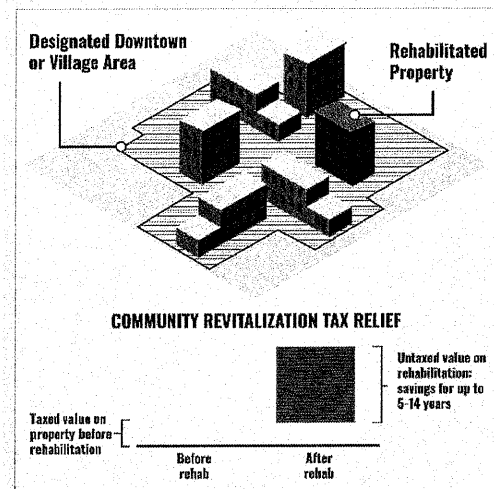 Designated Downtown
or Village Area
Rehabilitated
Property
COMMUNITY REVITALIZATION TAX RELIEF
Untaxed value on
rehabilitation:
savings for up to
5-14 years
Taxed value on
property before
rehabilitation
Before
rehab
After
rehab